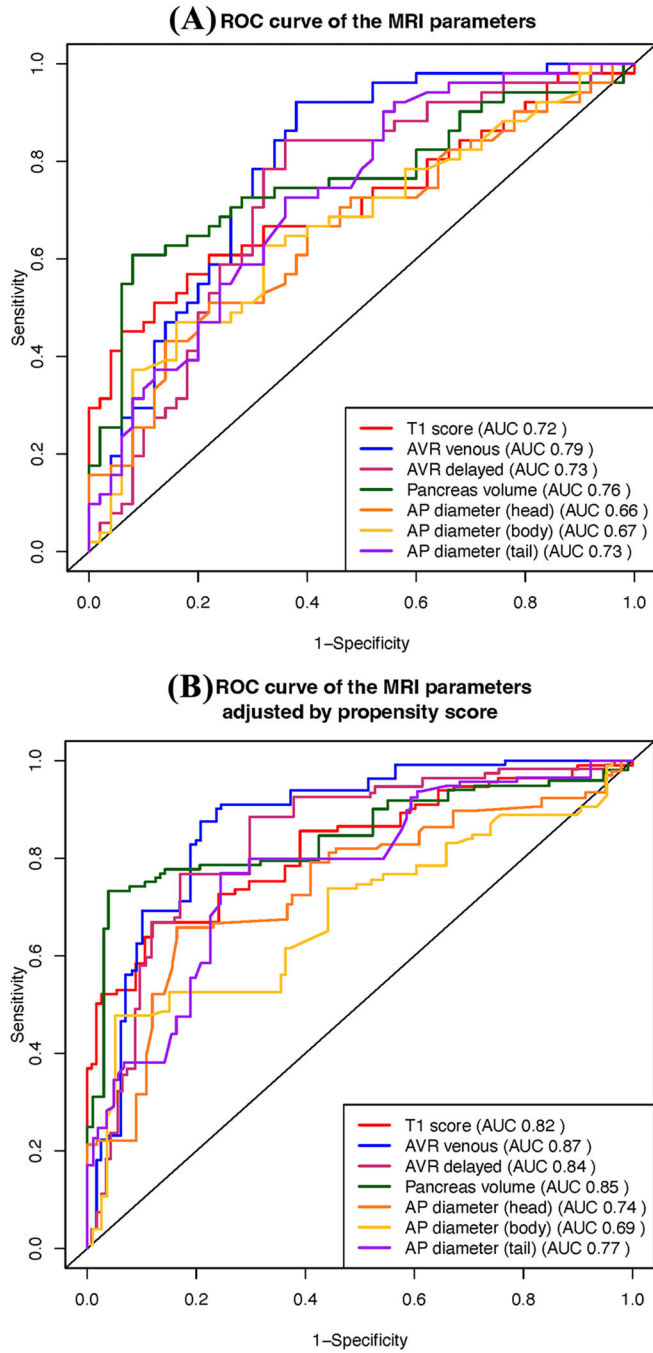 (A) ROC curve of the MRI parameters
1.0
0.8
0.6
0.4
0.2
0.0
Sensitivity
T1 score (AUC 0.72 )
AVR venous (AUC 0.79 )
AVR delayed (AUC 0.73 )
Pancreas volume (AUC 0.76 )
AP diameter (head) (AUC 0.66 )
AP diameter (body) (AUC 0.67 )
AP diameter (tail) (AUC 0.73 )
0.0 0.2 0.4 0.6 0.8 1.0
1−Specificity
(B) ROC curve of the MRI parameters
adjusted by propensity score
1.0
0.8
0.6
0.4
0.2
0.0
Sensitivity
T1 score (AUC 0.82 )
AVR venous (AUC 0.87 )
AVR delayed (AUC 0.84 )
Pancreas volume (AUC 0.85 )
AP diameter (head) (AUC 0.74 )
AP diameter (body) (AUC 0.69 )
AP diameter (tail) (AUC 0.77 )
0.0 0.2 0.4 0.6 0.8 1.0
1−Specificity